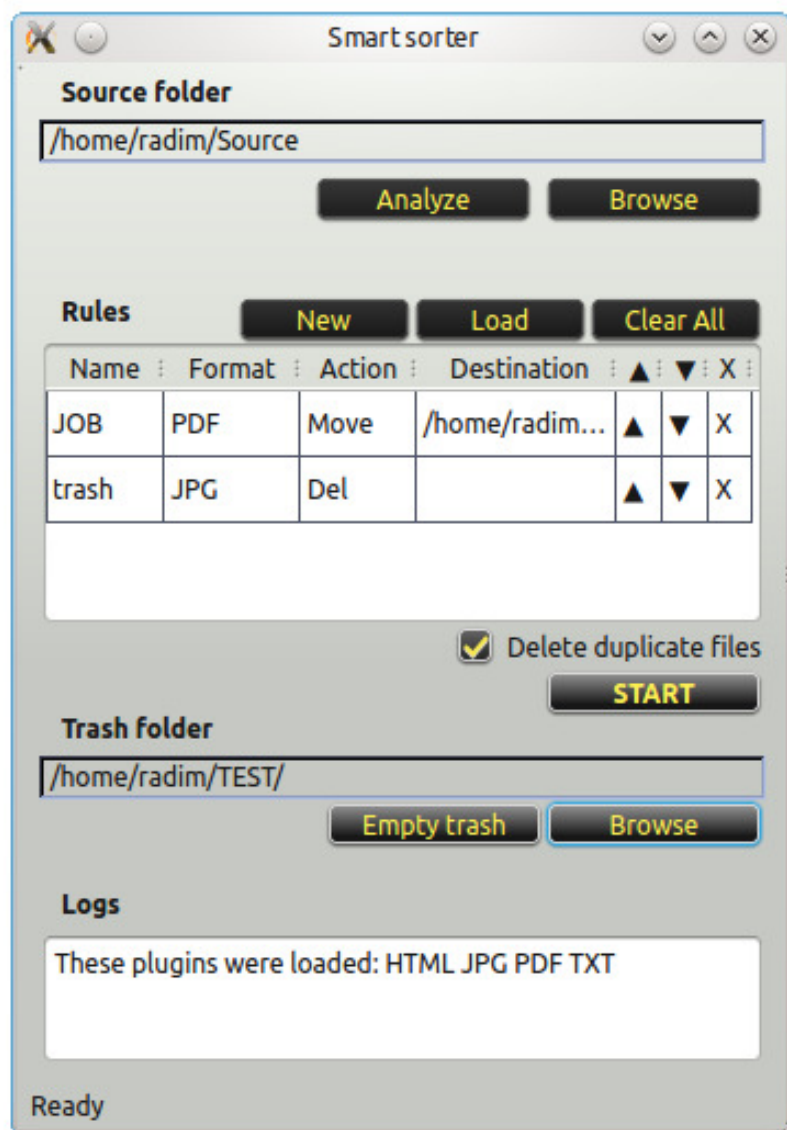 Smart sorter
Source folder
/home/radim/Source
Analyze Browse
Rules New Load Clear All
Name Format Action Destination ▲ ▼ X
JOB PDF Move /home/radim... ▲ ▼ X
trash JPG Del ▲ ▼ X
Delete duplicate files
START
Trash folder
/home/radim/TEST/
Empty trash Browse
Logs
These plugins were loaded: HTML JPG PDF TXT
Ready